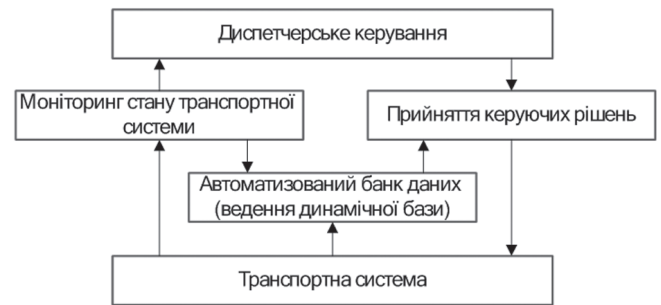 Диспетчерське керування
Моніторинг стану транспортної
системи
Прийняття керуючих рішень
Автоматизований банк даних
(ведення динамічної бази)
Транспортна система